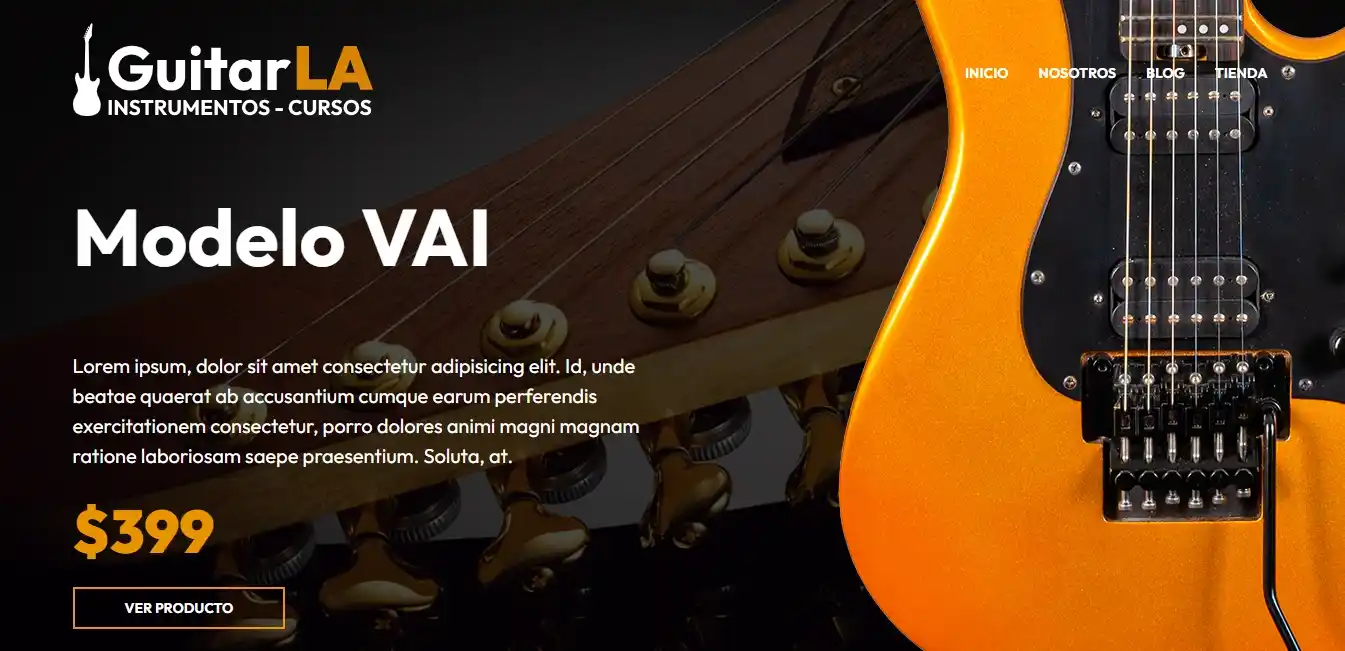 GuitarLA
INSTRUMENTOS - CURSOS
INICIO NOSOTROS BLOG TIENDA
Modelo VAI
Lorem ipsum, dolor sit amet consectetur adipisicing elit. Id, unde
beatae quaerat ab accusantium cumque earum perferendis
exercitationem consectetur, porro dolores animi magni magnam
ratione laboriosam saepe praesentium. Soluta, at.
$399
VER PRODUCTO